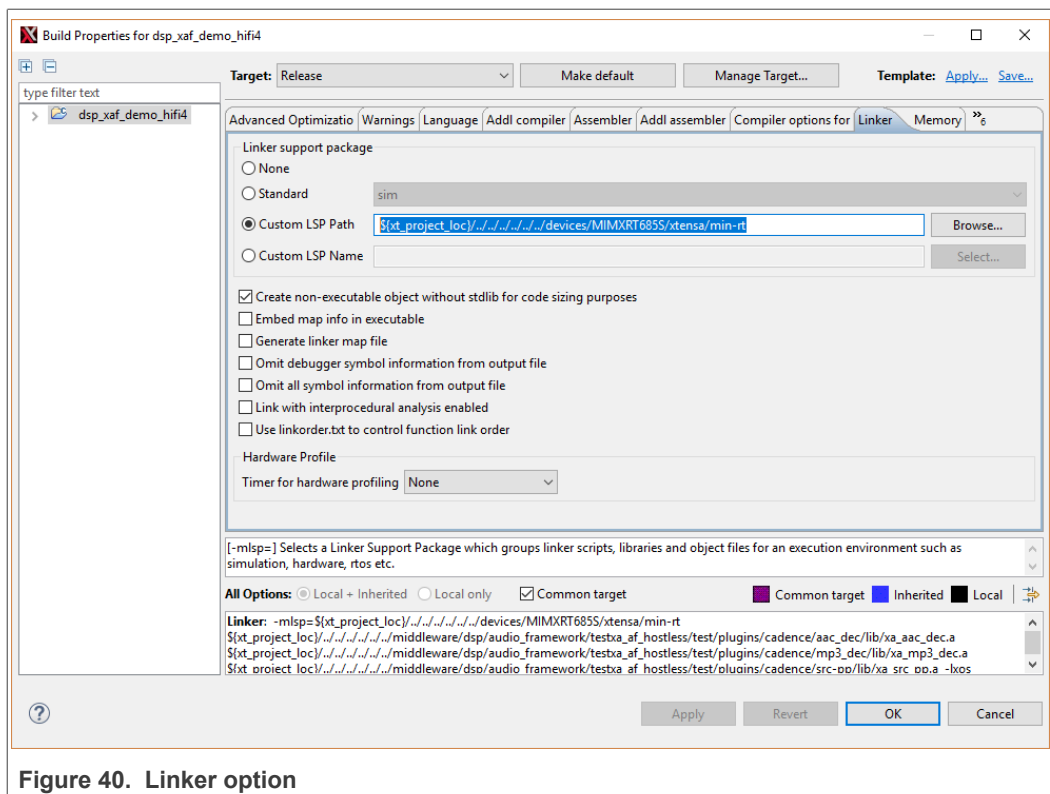 Build Properties for dsp_xaf_demo_hifi4
type filter text
dsp_xaf_demo_hifi4
Target: Release Make default Manage Target... Template: Apply... Save...
Advanced Optimizatio Warnings Language Addl compiler Assembler Addl assembler Compiler options for Linker Memory »6
Linker support package
None
Standard sim
Custom LSP Path ${xt_project_loc}/../../../../../../devices/MIMXRT685S/xtensa/min-rt Browse...
Custom LSP Name Select...
Create non-executable object without stdlib for code sizing purposes
Embed map info in executable
Generate linker map file
Omit debugger symbol information from output file
Omit all symbol information from output file
Link with interprocedural analysis enabled
Use linkorder.txt to control function link order
Hardware Profile
Timer for hardware profiling None
[-mlsp=] Selects a Linker Support Package which groups linker scripts, libraries and object files for an execution environment such as
simulation, hardware, rtos etc.
All Options: Local + Inherited Local only Common target Common target Inherited Local
Linker: -mlsp=${xt_project_loc}/../../../../../../devices/MIMXRT685S/xtensa/min-rt
${xt_project_loc}/../../../../../../middleware/dsp/audio_framework/testxa_af_hostless/test/plugins/cadence/aac_dec/lib/xa_aac_dec.a
${xt_project_loc}/../../../../../../middleware/dsp/audio_framework/testxa_af_hostless/test/plugins/cadence/mp3_dec/lib/xa_mp3_dec.a
${xt_project_loc}/../../../../../../middleware/dsp/audio_framework/testxa_af_hostless/test/plugins/cadence/src-pp/lib/xa_src_pp.a -lxos
Apply Revert OK Cancel
Figure 40. Linker option